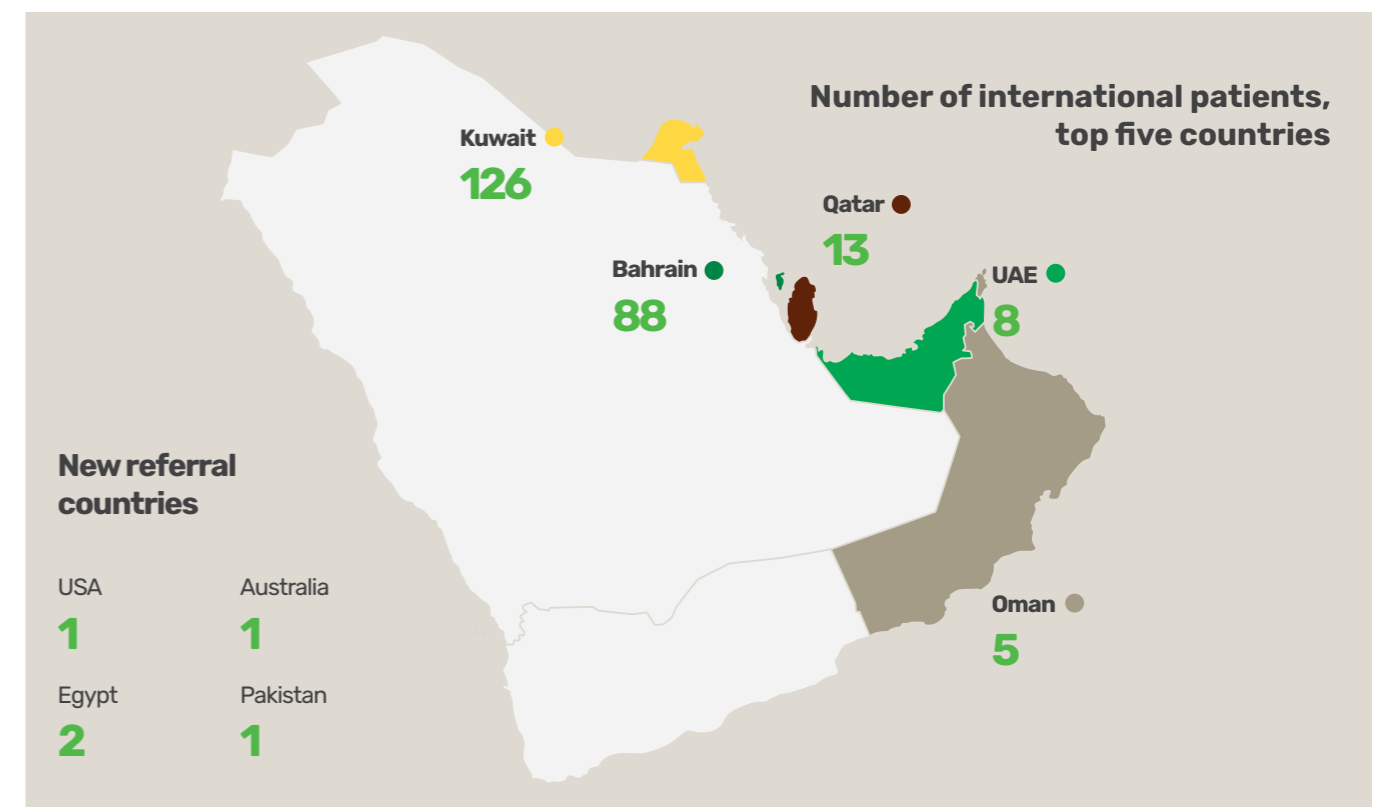 Number of international patients,
top five countries
Kuwait
126
Qatar
13
Bahrain
88
UAE
8
Oman
5
New referral
countries
USA
1
Australia
1
Egypt
2
Pakistan
1